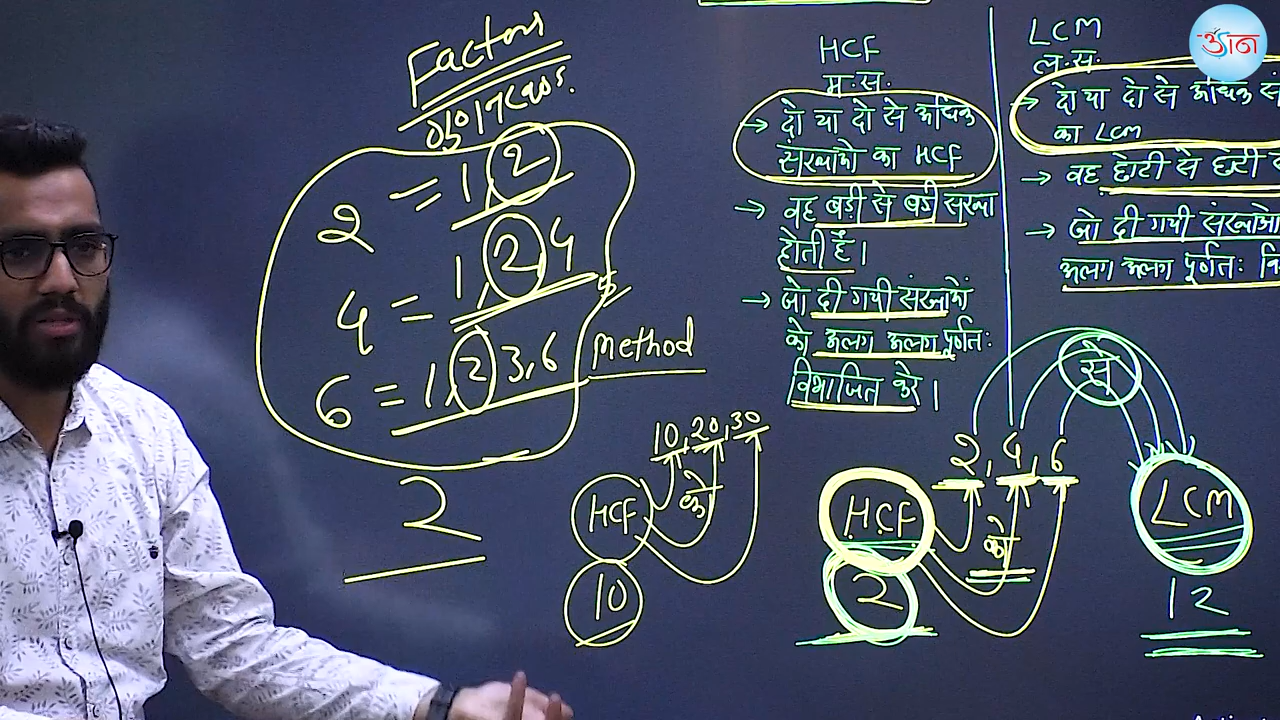 Factors
गुणनखण्ड.
2 = 1, 2
4 = 1, 2, 4
6 = 1, 2, 3, 6
Method
2
10, 20, 30
HCF
को
10
HCF
म.स.
→ दो या दो से अधिक
संख्याओं का HCF
→ वह बड़ी से बड़ी संख्या
होती है।
→ जो दी गयी संख्याओं
को अलग अलग पूर्णतः
विभाजित करे।
LCM
ल.स.
→ दो या दो से अधिक
का LCM
→ वह छोटी से छोटी
→ जो दी गयी संख्याओ
अलग अलग पूर्णतः
से
2, 4, 6
HCF
को
2
LCM
12
ज्ञान